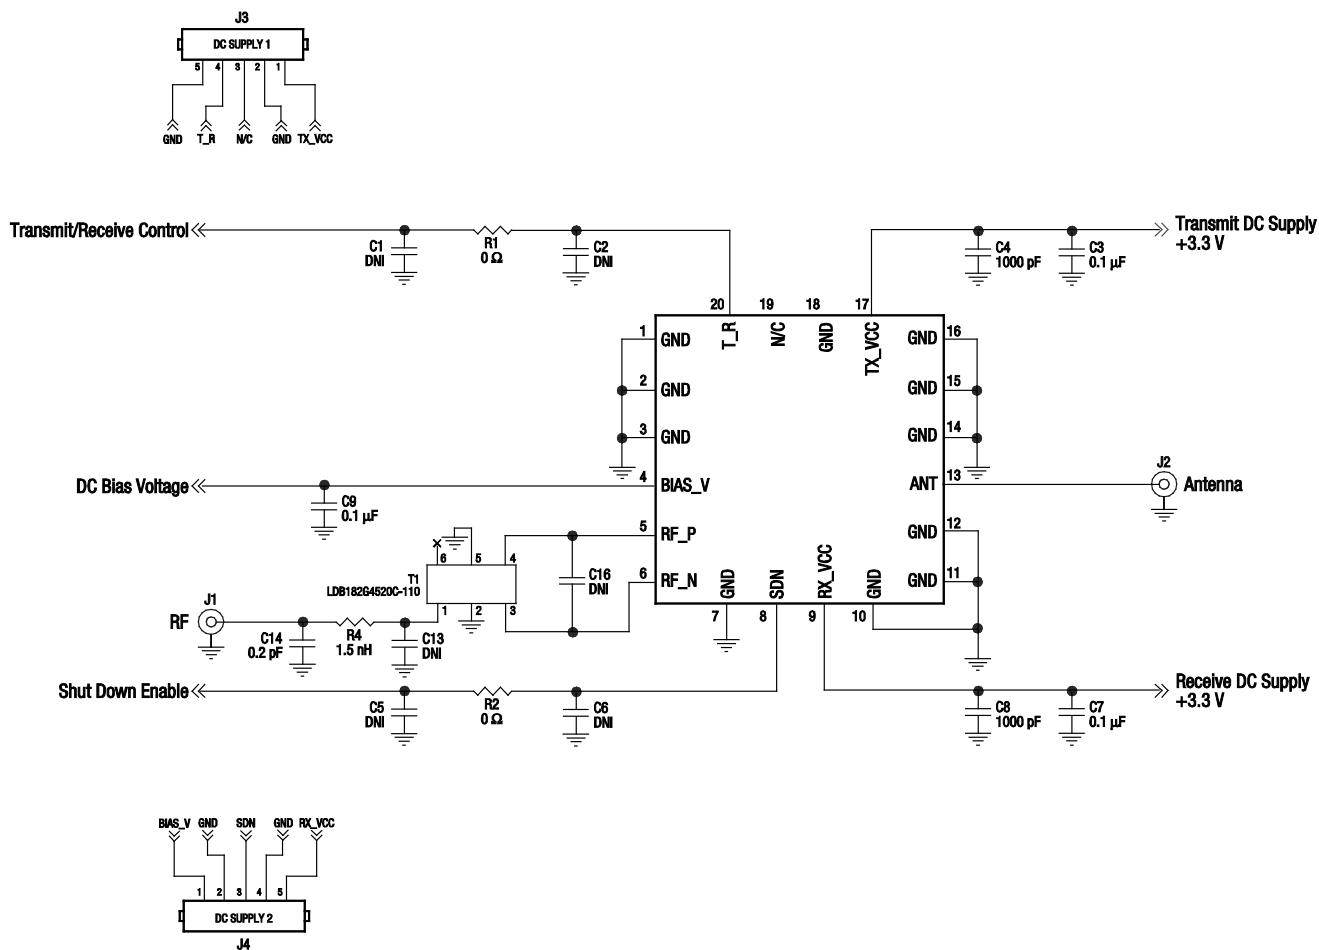 J3
DC SUPPLY 1
5 4 3 2 1
GND T_R N/C GND TX_VCC
Transmit/Receive Control
C1
DNI
R1
0 Ω
C2
DNI
C4
1000 pF
C3
0.1 µF
Transmit DC Supply
+3.3 V
20 19 18 17
T_R N/C GND TX_VCC
1 GND
2 GND
3 GND
4 BIAS_V
5 RF_P
6 RF_N
GND 16
GND 15
GND 14
ANT 13
GND 12
GND 11
GND SDN RX_VCC GND
7 8 9 10
J2
Antenna
DC Bias Voltage
C9
0.1 µF
6 5 4
T1
LDB182G4520C-110
1 2 3
C16
DNI
J1
RF
C14
0.2 pF
R4
1.5 nH
C13
DNI
Shut Down Enable
C5
DNI
R2
0 Ω
C6
DNI
C8
1000 pF
C7
0.1 µF
Receive DC Supply
+3.3 V
BIAS_V GND SDN GND RX_VCC
1 2 3 4 5
DC SUPPLY 2
J4